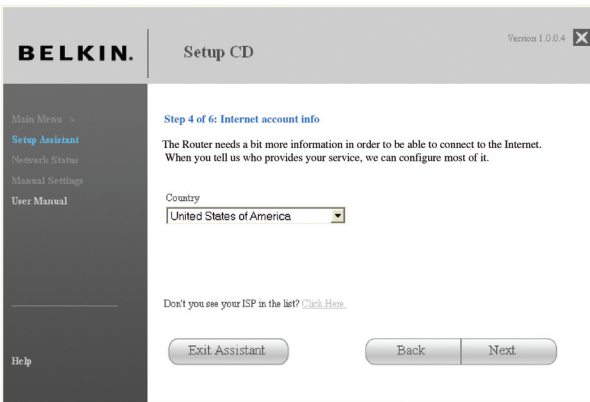 BELKIN.
Setup CD
Version 1.0.0.4
Main Menu >
Setup Assistant
Network Status
Manual Settings
User Manual
Help
Step 4 of 6: Internet account info
The Router needs a bit more information in order to be able to connect to the Internet.
When you tell us who provides your service, we can configure most of it.
Country
United States of America
Don't you see your ISP in the list? Click Here.
Exit Assistant
Back
Next